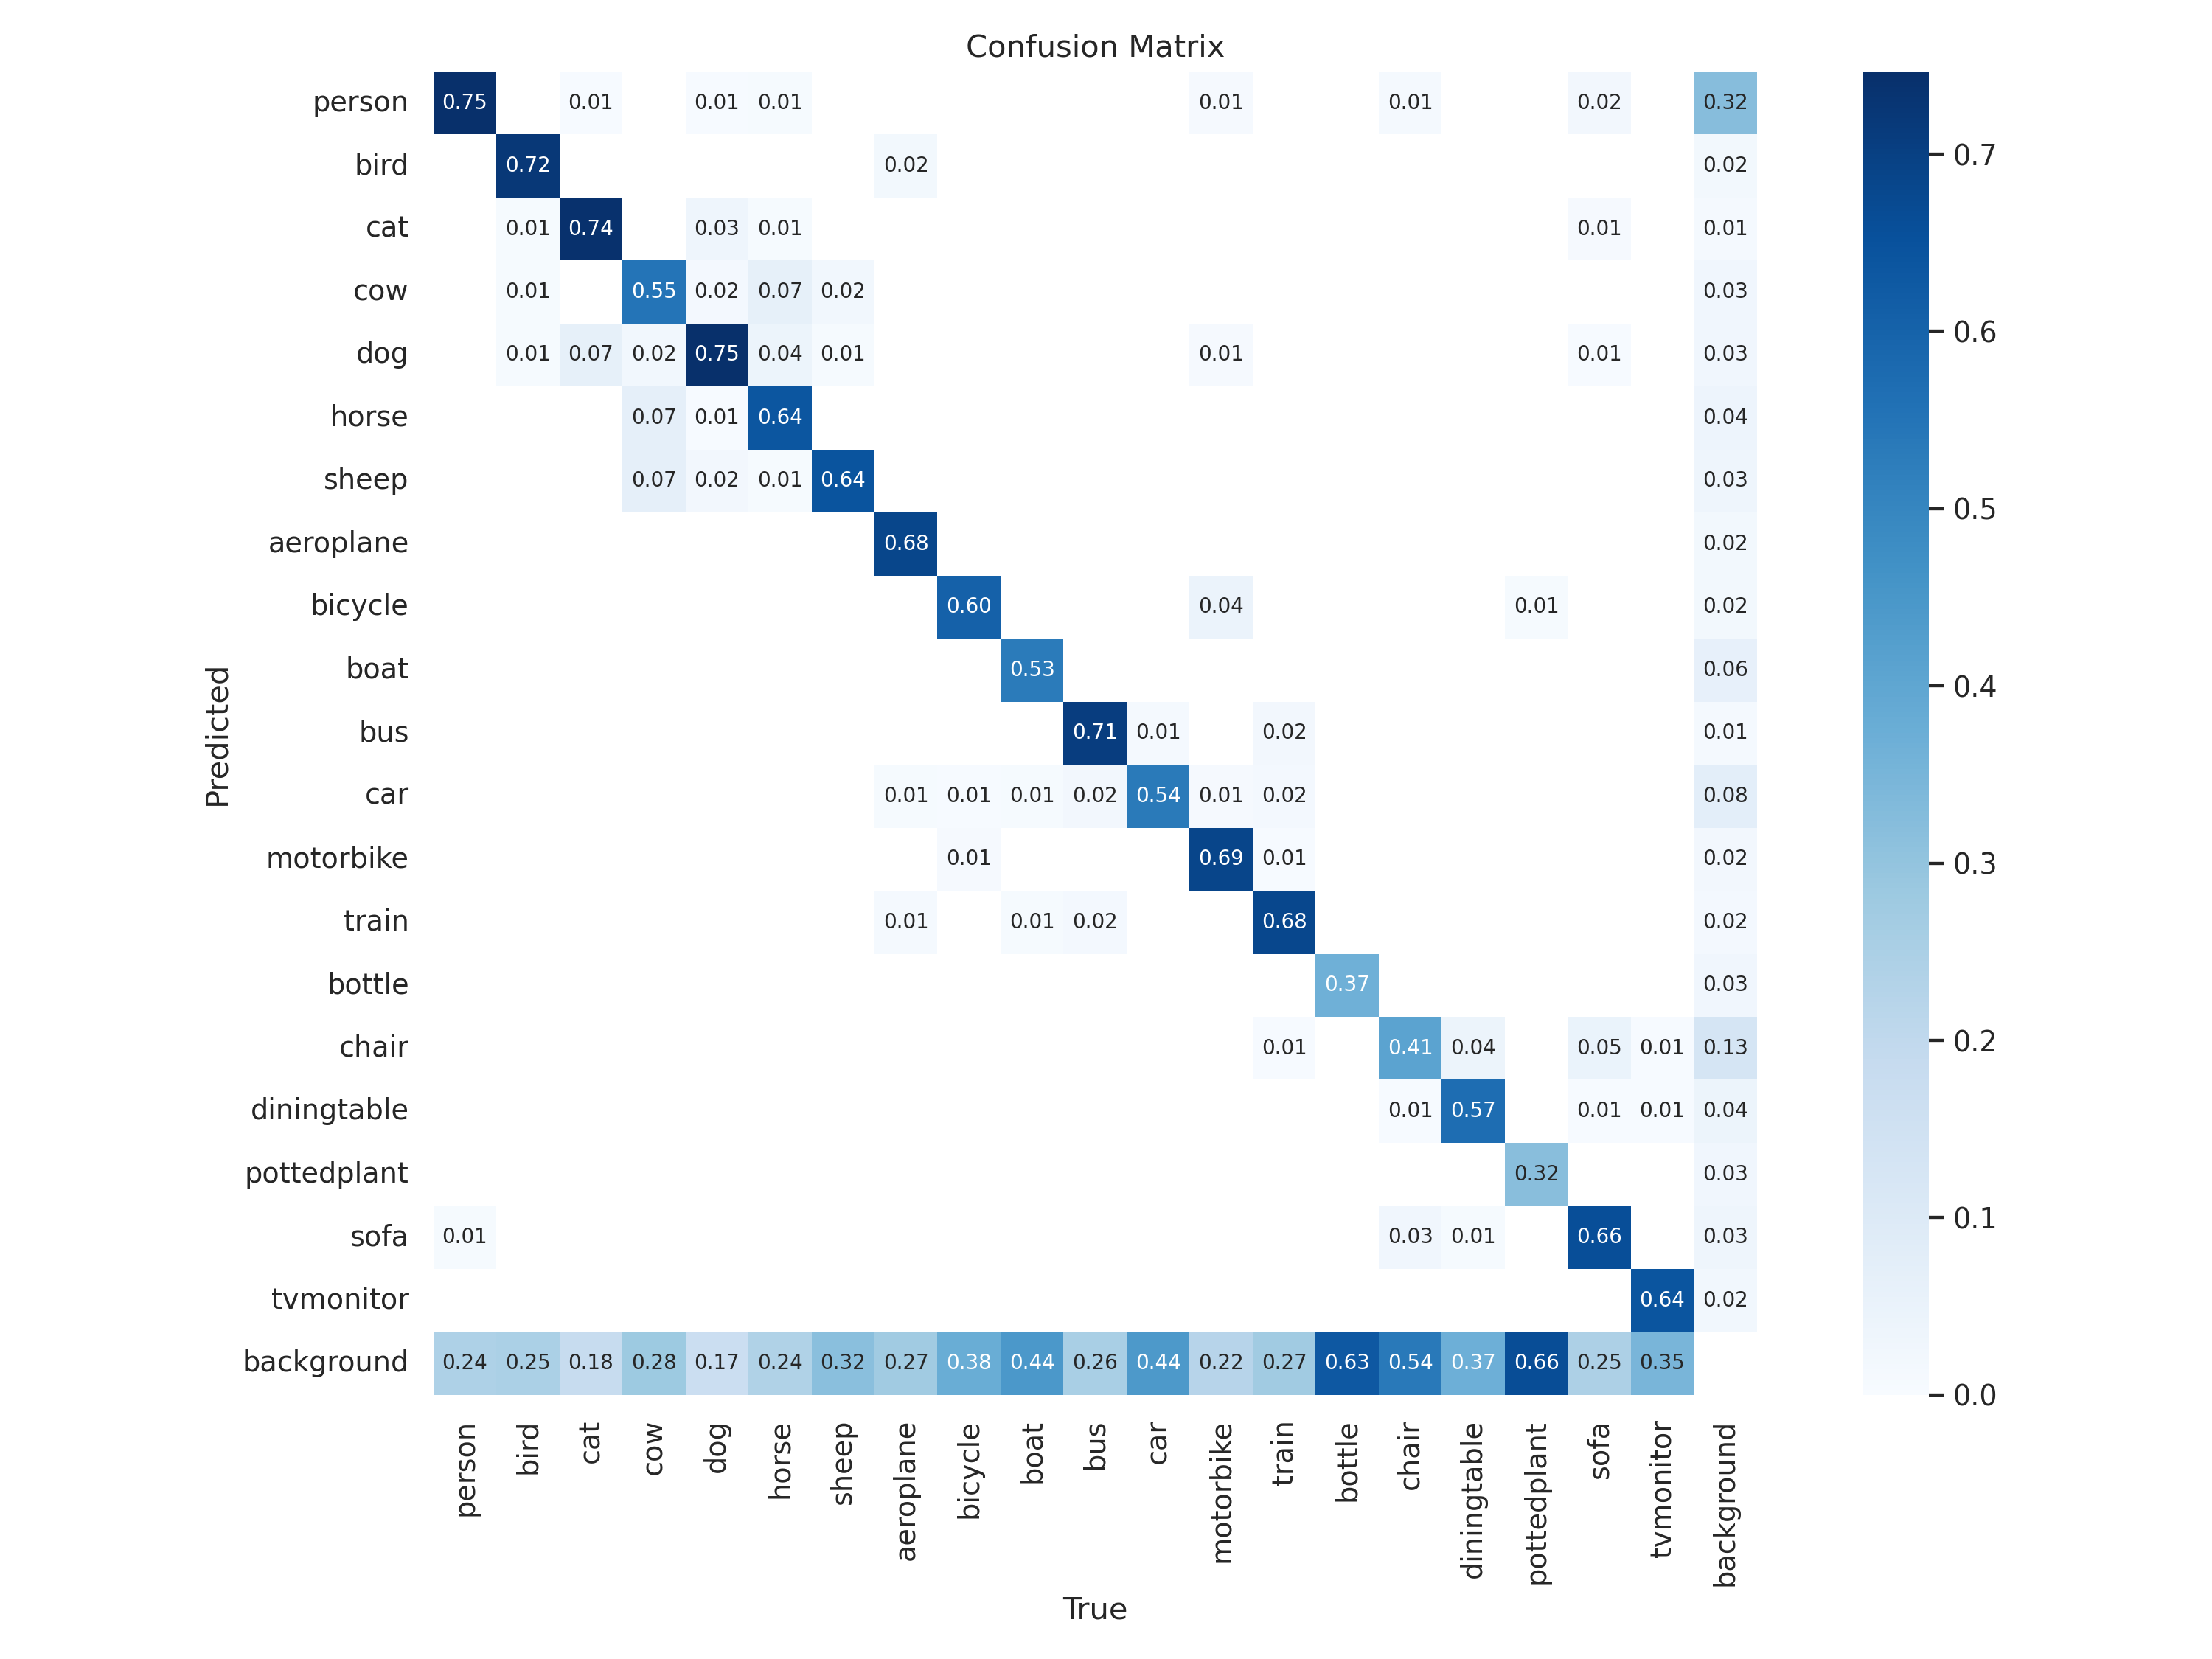 Confusion Matrix
person 0.75 0.01 0.01 0.01 0.01 0.01 0.02 0.32
bird 0.72 0.02 0.02
cat 0.01 0.74 0.03 0.01 0.01 0.01
cow 0.01 0.55 0.02 0.07 0.02 0.03
dog 0.01 0.07 0.02 0.75 0.04 0.01 0.01 0.01 0.03
horse 0.07 0.01 0.64 0.04
sheep 0.07 0.02 0.01 0.64 0.03
aeroplane 0.68 0.02
bicycle 0.60 0.04 0.01 0.02
boat 0.53 0.06
bus 0.71 0.01 0.02 0.01
car 0.01 0.01 0.01 0.02 0.54 0.01 0.02 0.08
motorbike 0.01 0.69 0.01 0.02
train 0.01 0.01 0.02 0.68 0.02
bottle 0.37 0.03
chair 0.01 0.41 0.04 0.05 0.01 0.13
diningtable 0.01 0.57 0.01 0.01 0.04
pottedplant 0.32 0.03
sofa 0.01 0.03 0.01 0.66 0.03
tvmonitor 0.64 0.02
background 0.24 0.25 0.18 0.28 0.17 0.24 0.32 0.27 0.38 0.44 0.26 0.44 0.22 0.27 0.63 0.54 0.37 0.66 0.25 0.35
Predicted
person bird cat cow dog horse sheep aeroplane bicycle boat bus car motorbike train bottle chair diningtable pottedplant sofa tvmonitor background
True
0.7
0.6
0.5
0.4
0.3
0.2
0.1
0.0